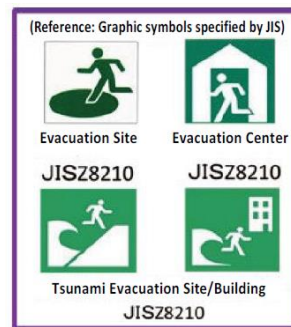 (Reference: Graphic symbols specified by JIS)
Evacuation Site Evacuation Center
JISZ8210 JISZ8210
Tsunami Evacuation Site/Building
JISZ8210